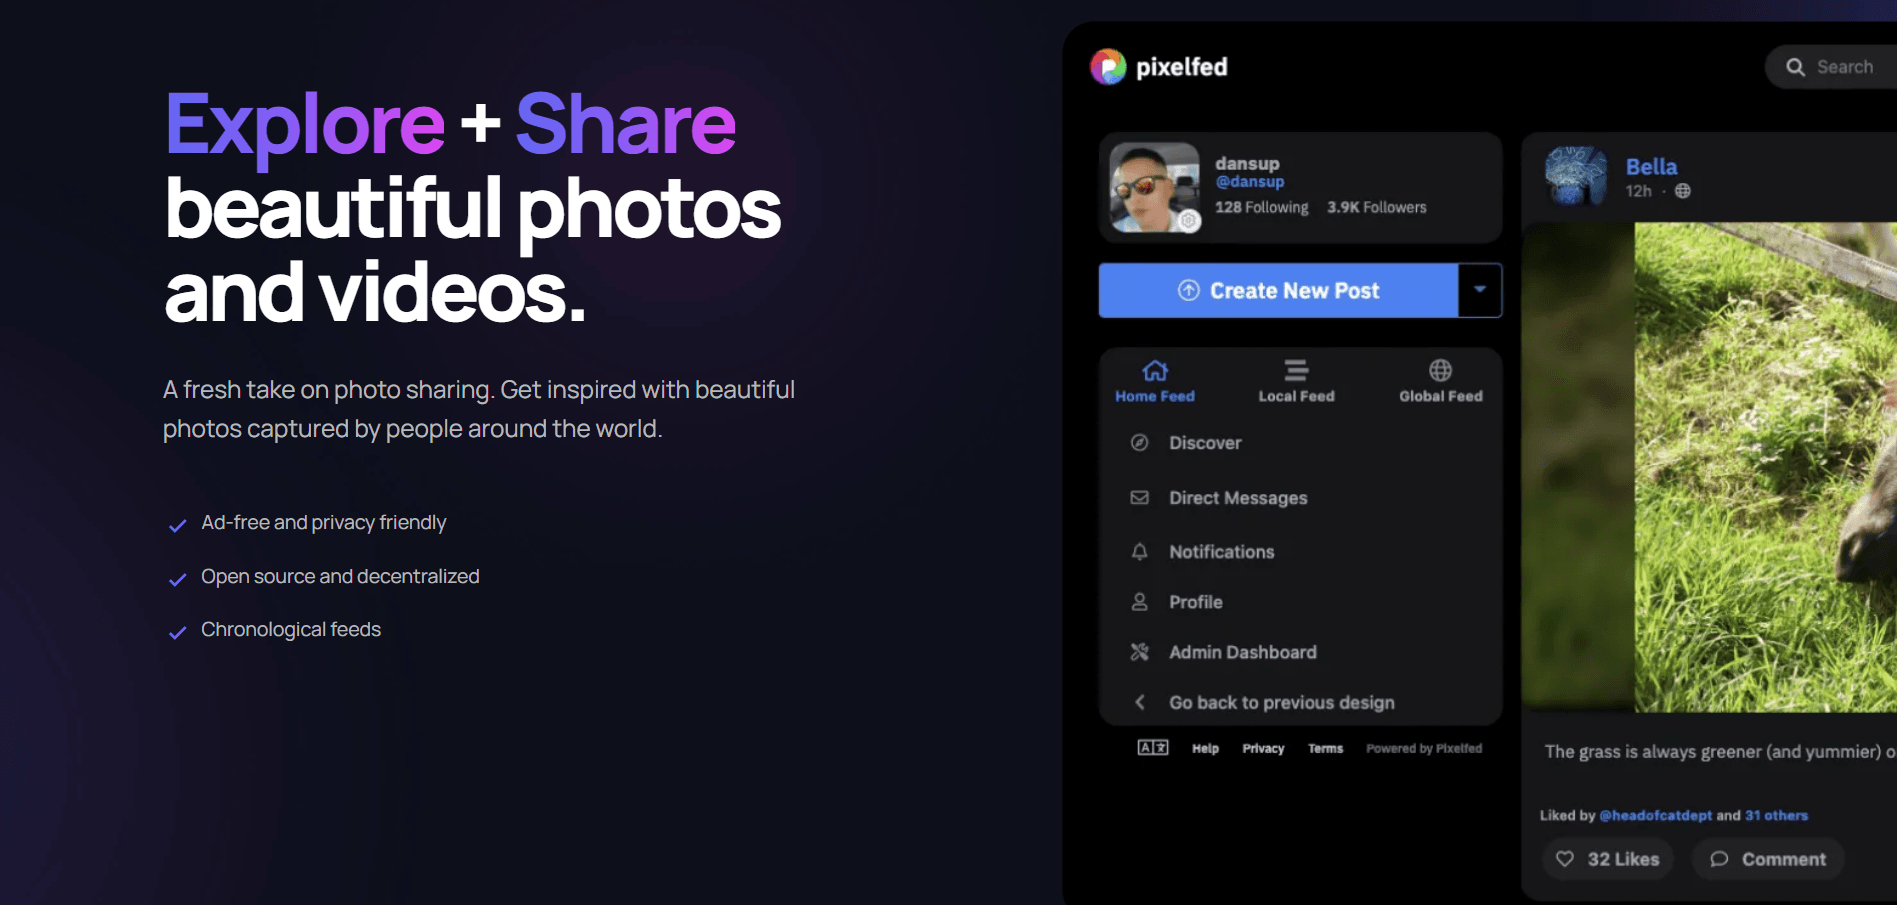 Explore + Share
beautiful photos
and videos.
A fresh take on photo sharing. Get inspired with beautiful
photos captured by people around the world.
Ad-free and privacy friendly
Open source and decentralized
Chronological feeds
pixelfed
Search
dansup
@dansup
128 Following 3.9K Followers
Create New Post
Home Feed Local Feed Global Feed
Discover
Direct Messages
Notifications
Profile
Admin Dashboard
Go back to previous design
Help Privacy Terms Powered by Pixelfed
Bella
12h ·
The grass is always greener (and yummier) o
Liked by @headofcatdept and 31 others
32 Likes Comment